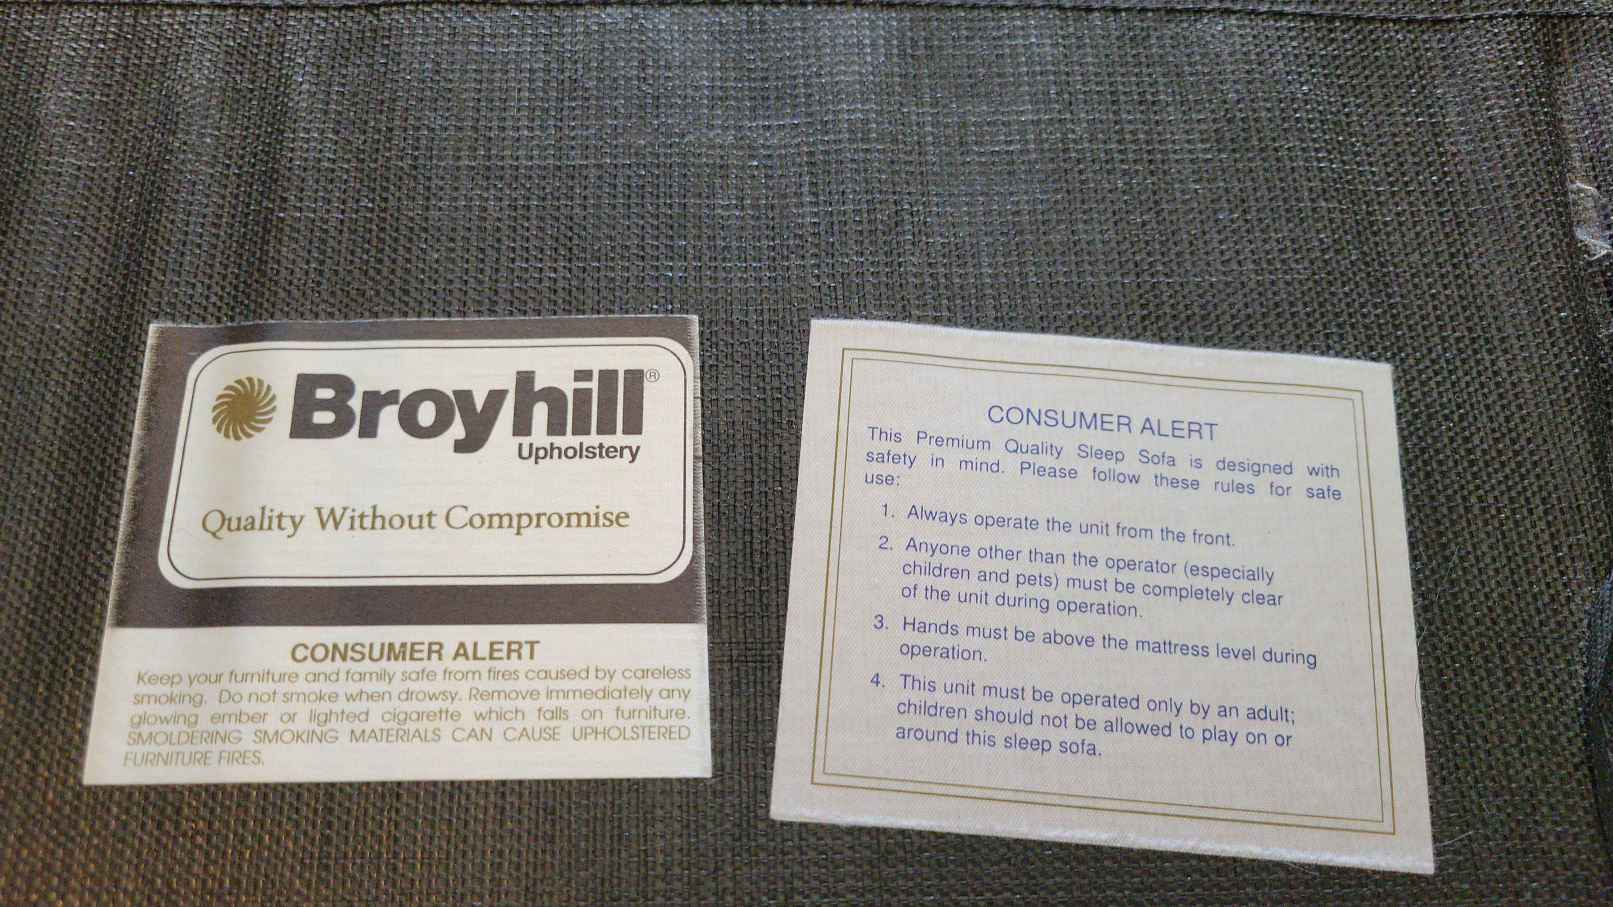 Broyhill®
Upholstery
Quality Without Compromise
CONSUMER ALERT
Keep your furniture and family safe from fires caused by careless
smoking. Do not smoke when drowsy. Remove immediately any
glowing ember or lighted cigarette which falls on furniture.
SMOLDERING SMOKING MATERIALS CAN CAUSE UPHOLSTERED
FURNITURE FIRES.
CONSUMER ALERT
This Premium Quality Sleep Sofa is designed with
safety in mind. Please follow these rules for safe
use:
1. Always operate the unit from the front.
2. Anyone other than the operator (especially
children and pets) must be completely clear
of the unit during operation.
3. Hands must be above the mattress level during
operation.
4. This unit must be operated only by an adult;
children should not be allowed to play on or
around this sleep sofa.